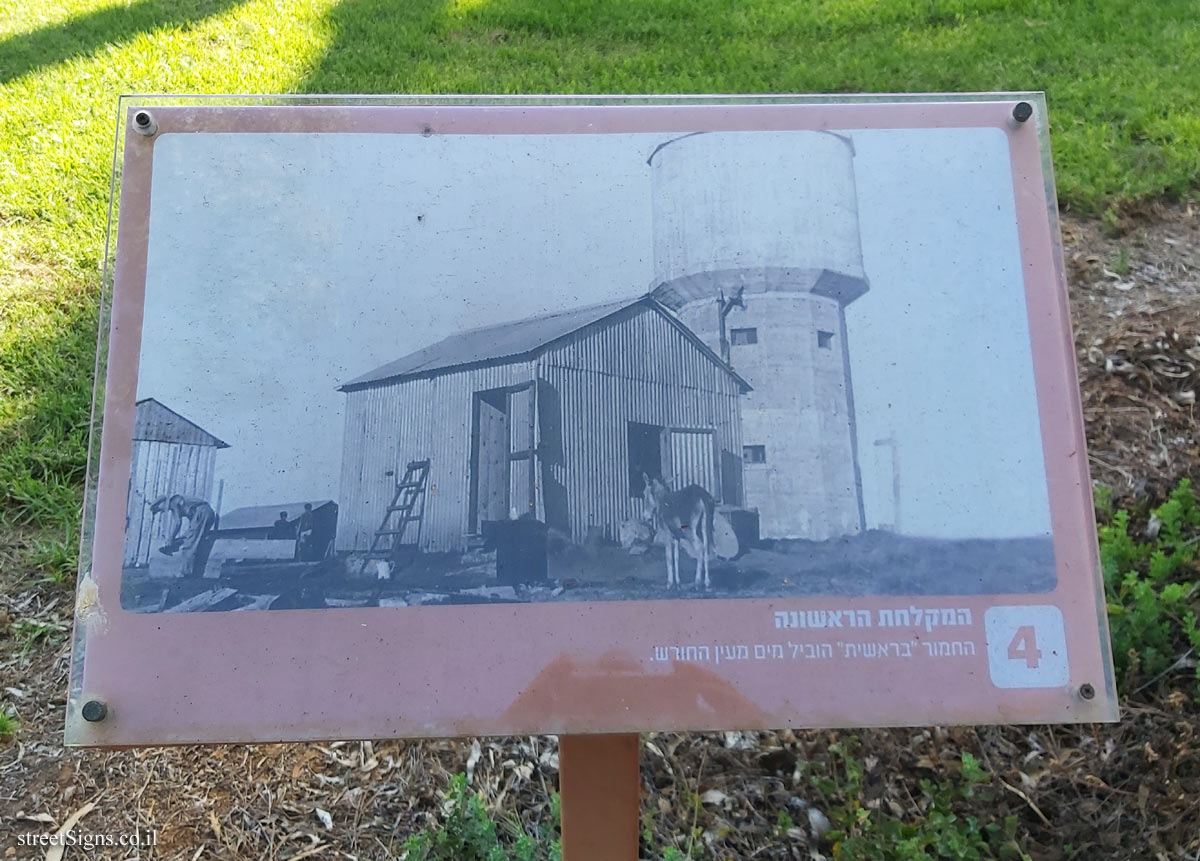 המקלחת הראשונה
החמור "בראשית" הוביל מים מעין החורש.
4
streetSigns.co.il